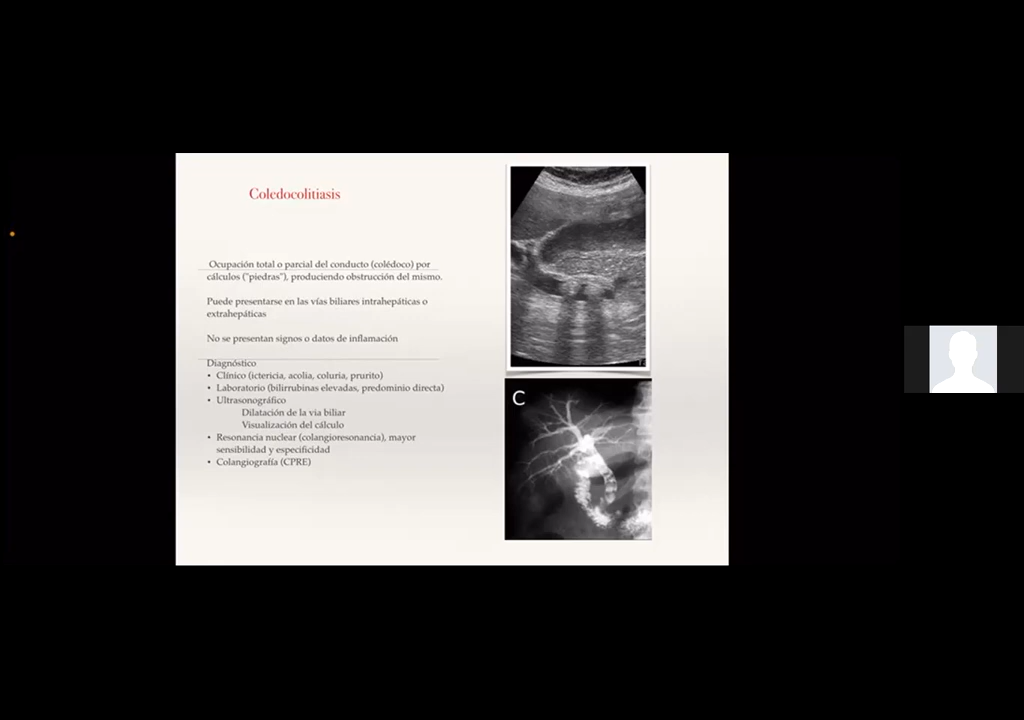 Coledocolitiasis
Ocupación total o parcial del conducto (colédoco) por
cálculos ("piedras"), produciendo obstrucción del mismo.
Puede presentarse en las vías biliares intrahepáticas o
extrahepáticas
No se presentan signos o datos de inflamación
Diagnóstico
• Clínico (ictericia, acolia, coluria, prurito)
• Laboratorio (bilirrubinas elevadas, predominio directa)
• Ultrasonográfico
Dilatación de la via biliar
Visualización del cálculo
• Resonancia nuclear (colangioresonancia), mayor
sensibilidad y especificidad
• Colangiografía (CPRE)
C